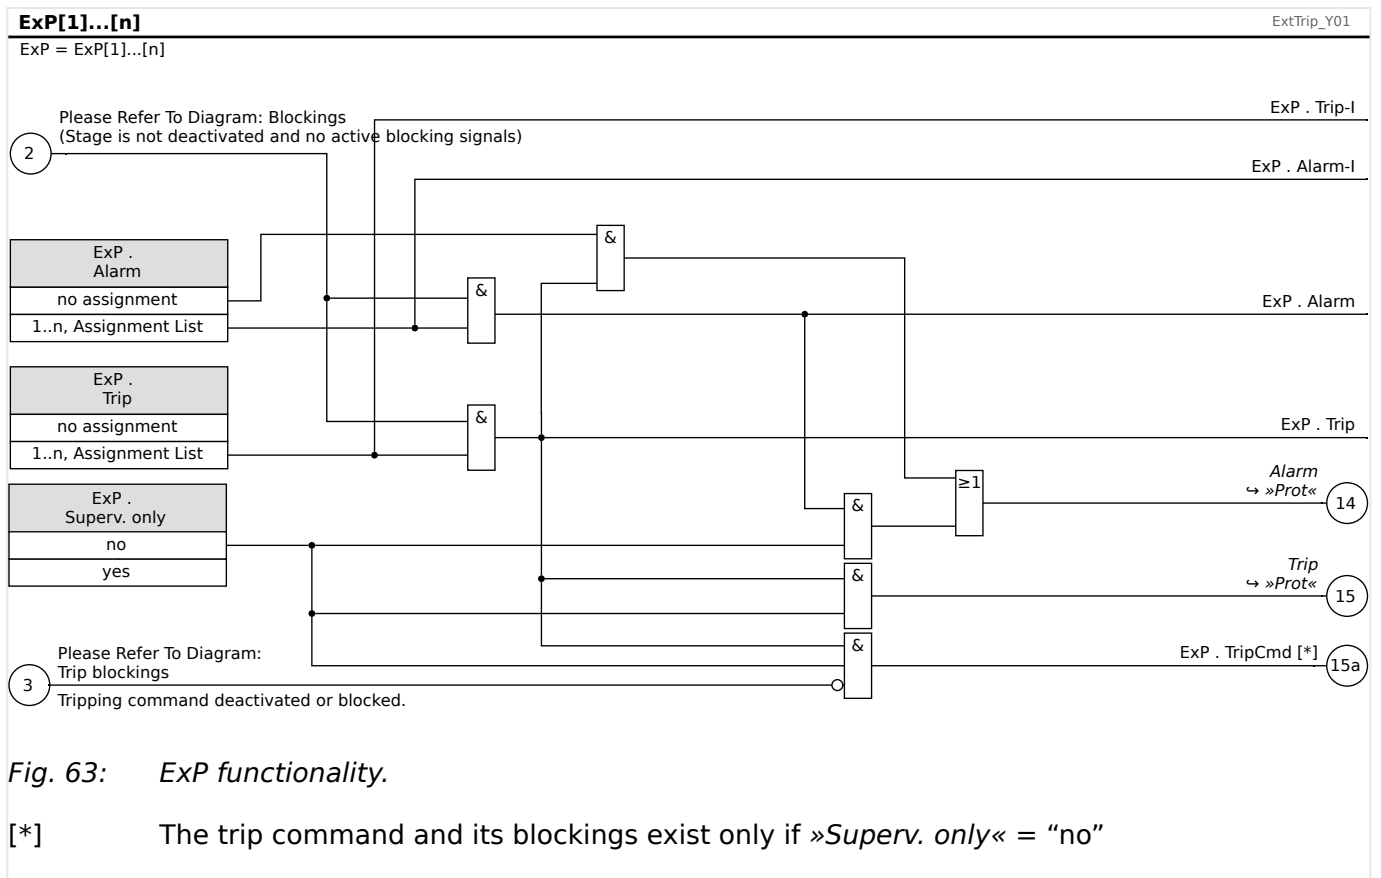 ExP[1]...[n]
ExtTrip_Y01
ExP = ExP[1]...[n]
Please Refer To Diagram: Blockings
(Stage is not deactivated and no active blocking signals)
2
ExP . Trip-I
ExP . Alarm-I
ExP .
Alarm
no assignment
1..n, Assignment List
&
&
ExP . Alarm
ExP .
Trip
no assignment
1..n, Assignment List
&
ExP . Trip
ExP .
Superv. only
no
yes
&
≥1
Alarm
↪ »Prot«
14
&
Trip
↪ »Prot«
15
&
ExP . TripCmd [*]
15a
Please Refer To Diagram:
Trip blockings
3
Tripping command deactivated or blocked.
Fig. 63: ExP functionality.
[*] The trip command and its blockings exist only if »Superv. only« = “no”